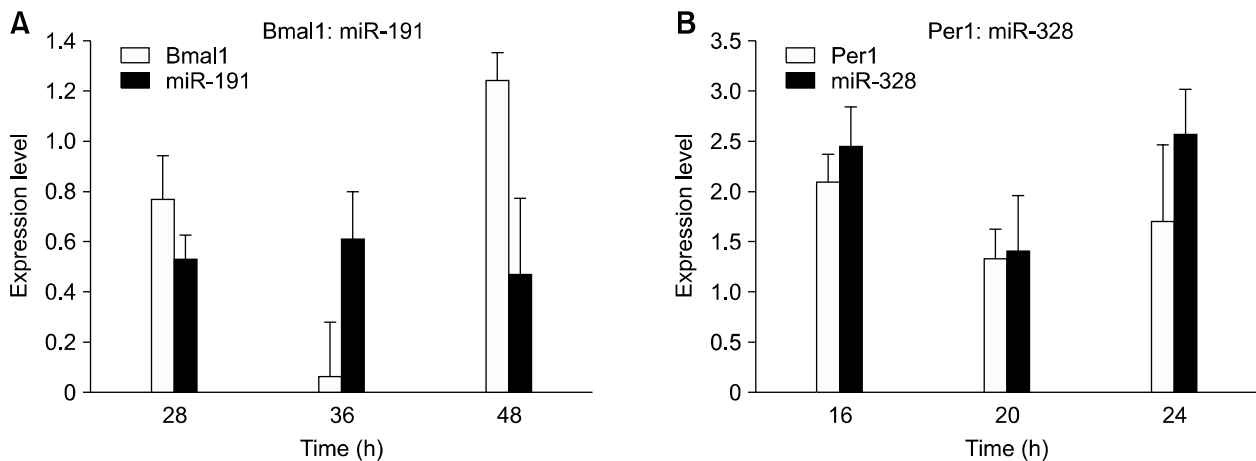 A
Bmal1: miR-191
Bmal1
miR-191
Expression level
1.4
1.2
1.0
0.8
0.6
0.4
0.2
0
28 36 48
Time (h)
B
Per1: miR-328
Per1
miR-328
Expression level
3.5
3.0
2.5
2.0
1.5
1.0
0.5
0
16 20 24
Time (h)